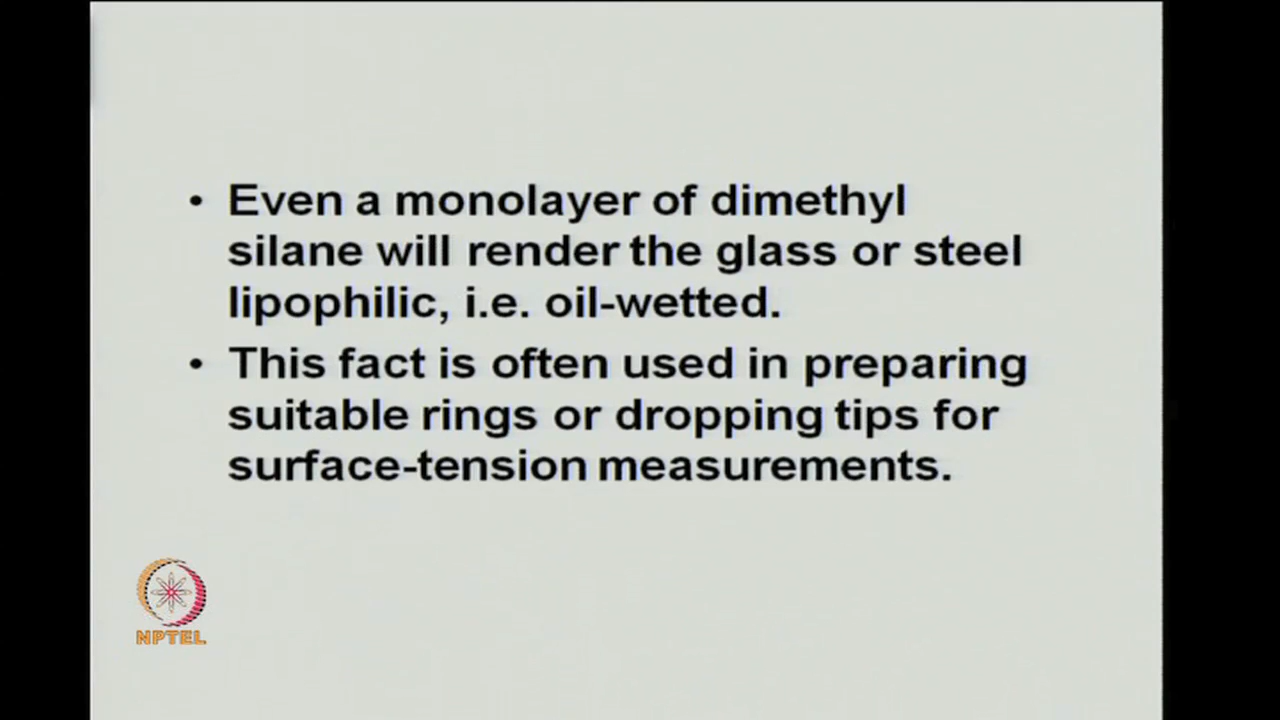 • Even a monolayer of dimethyl
silane will render the glass or steel
lipophilic, i.e. oil-wetted.
• This fact is often used in preparing
suitable rings or dropping tips for
surface-tension measurements.
NPTEL